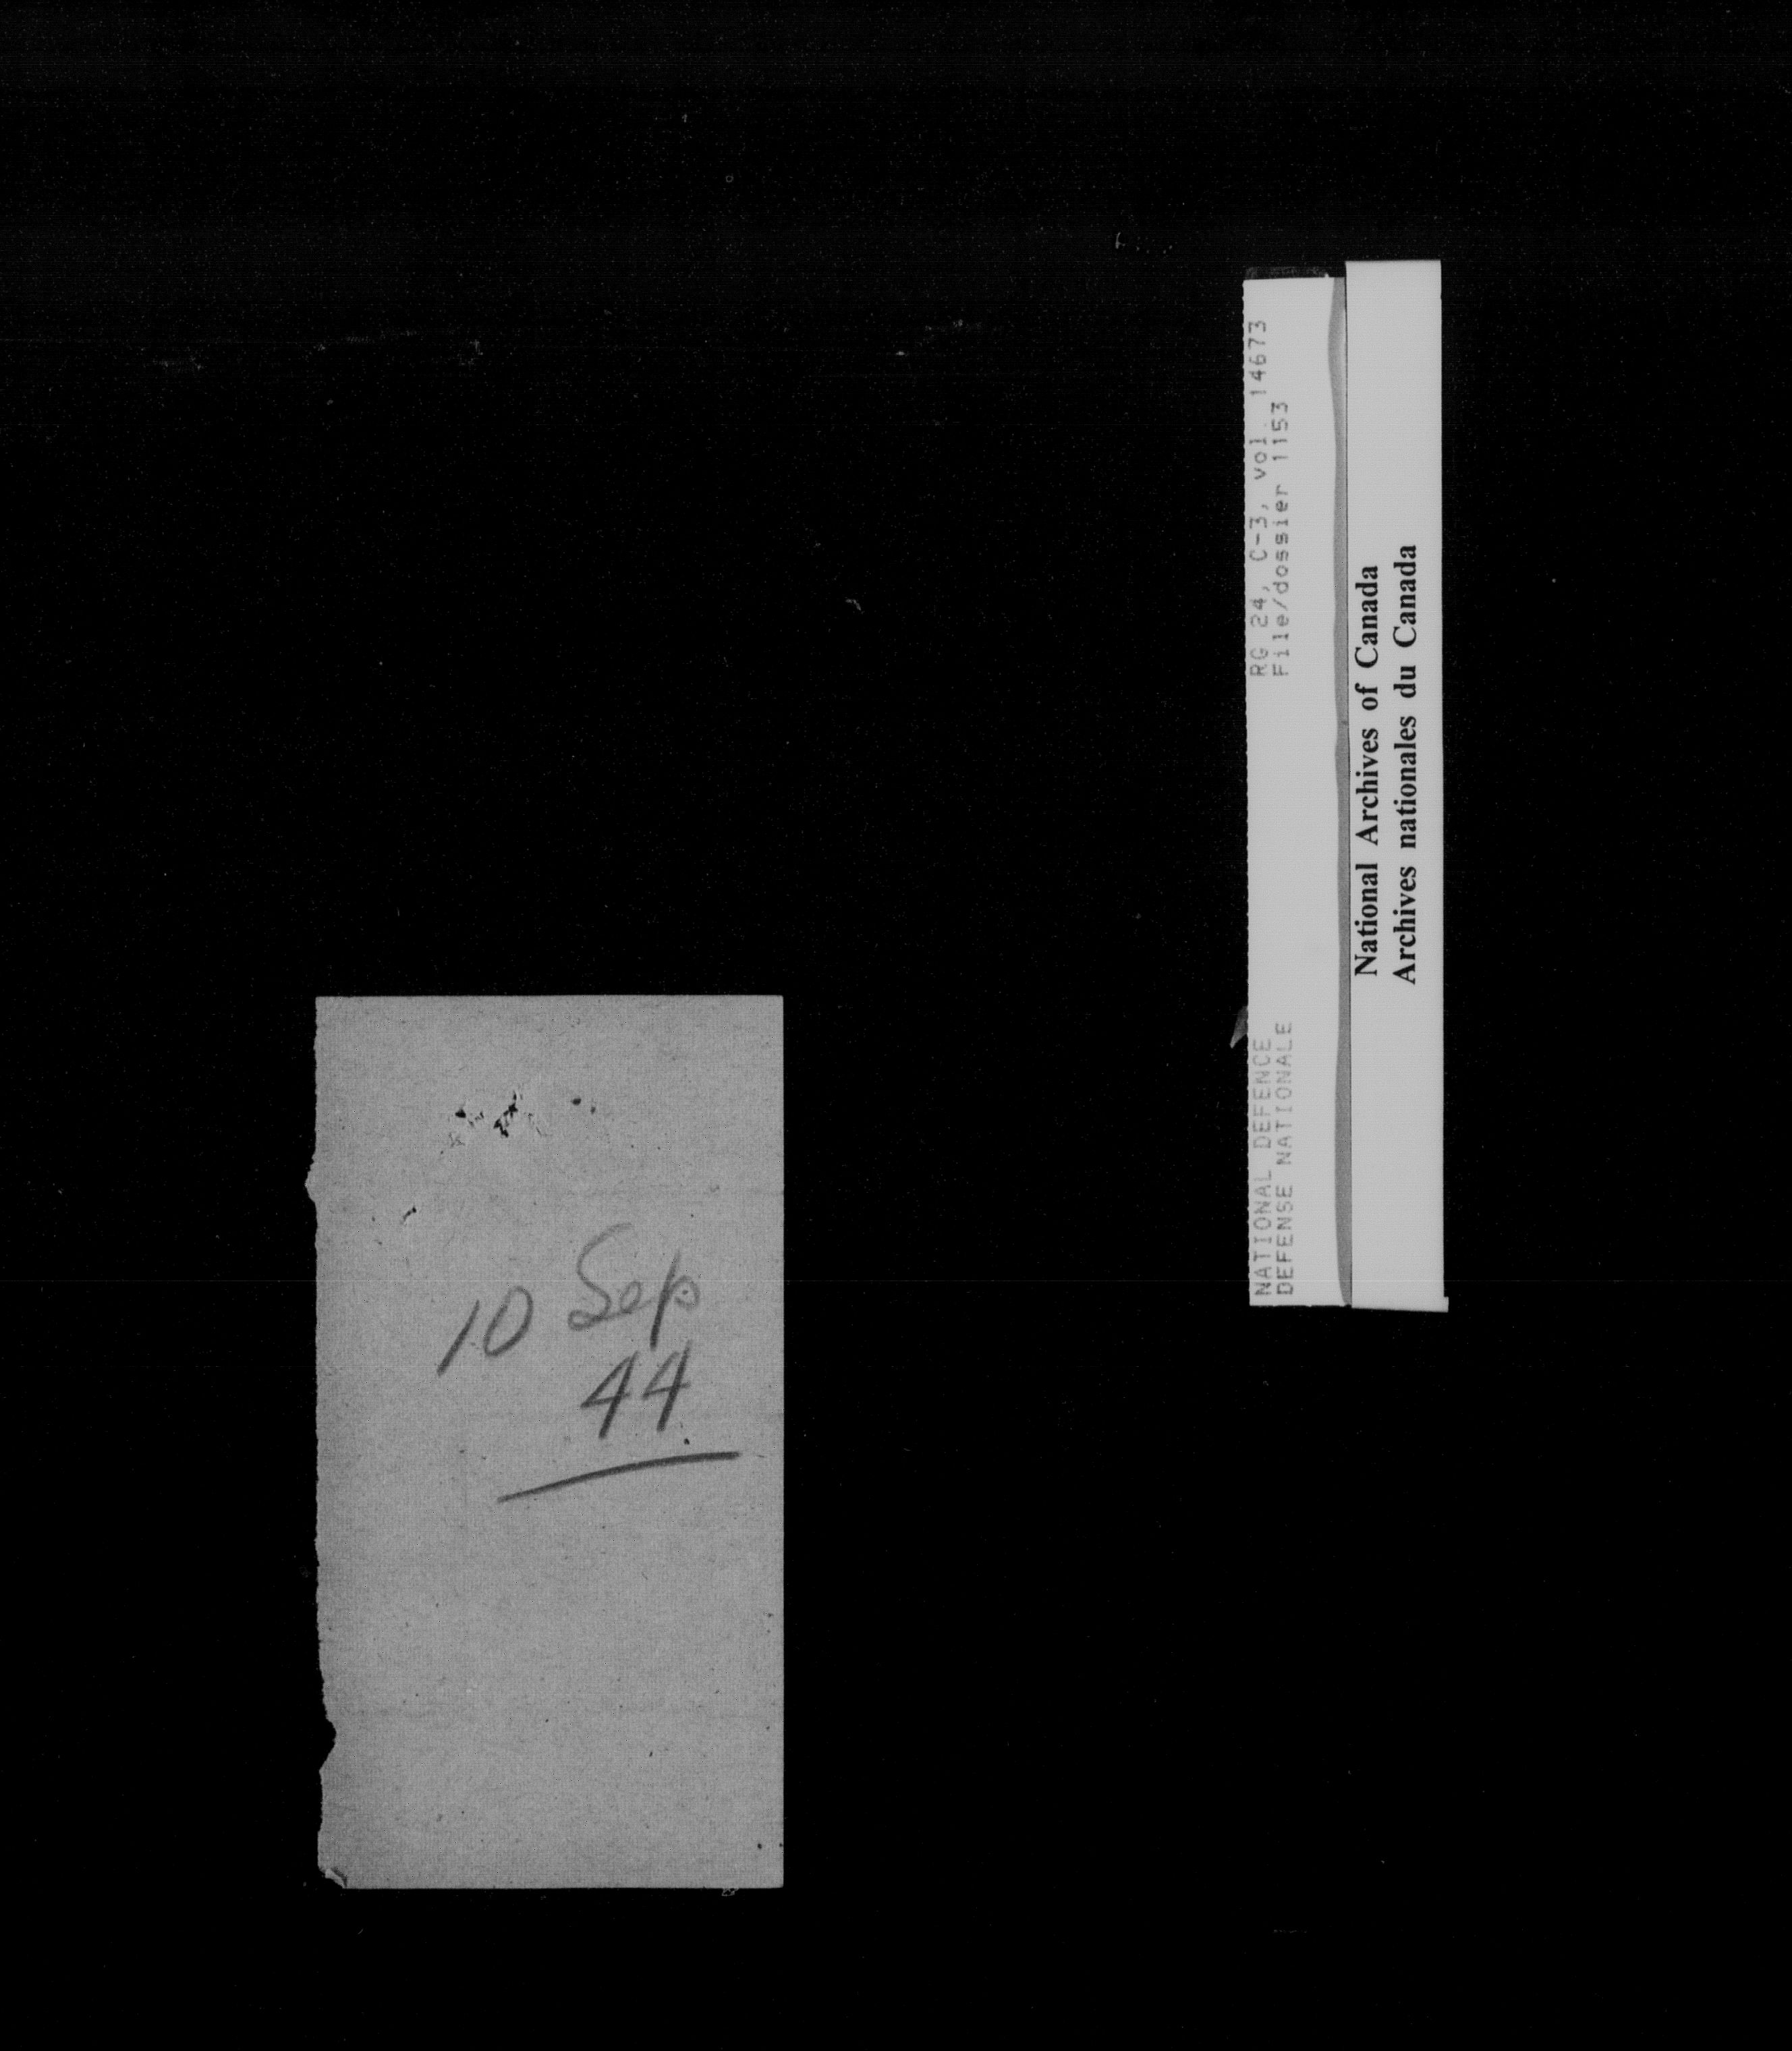 10 Sep
44
NATIONAL DEFENCE RG 24, C-3, vol. 14673
DEFENSE NATIONALE File/dossier 1153
National Archives of Canada
Archives nationales du Canada